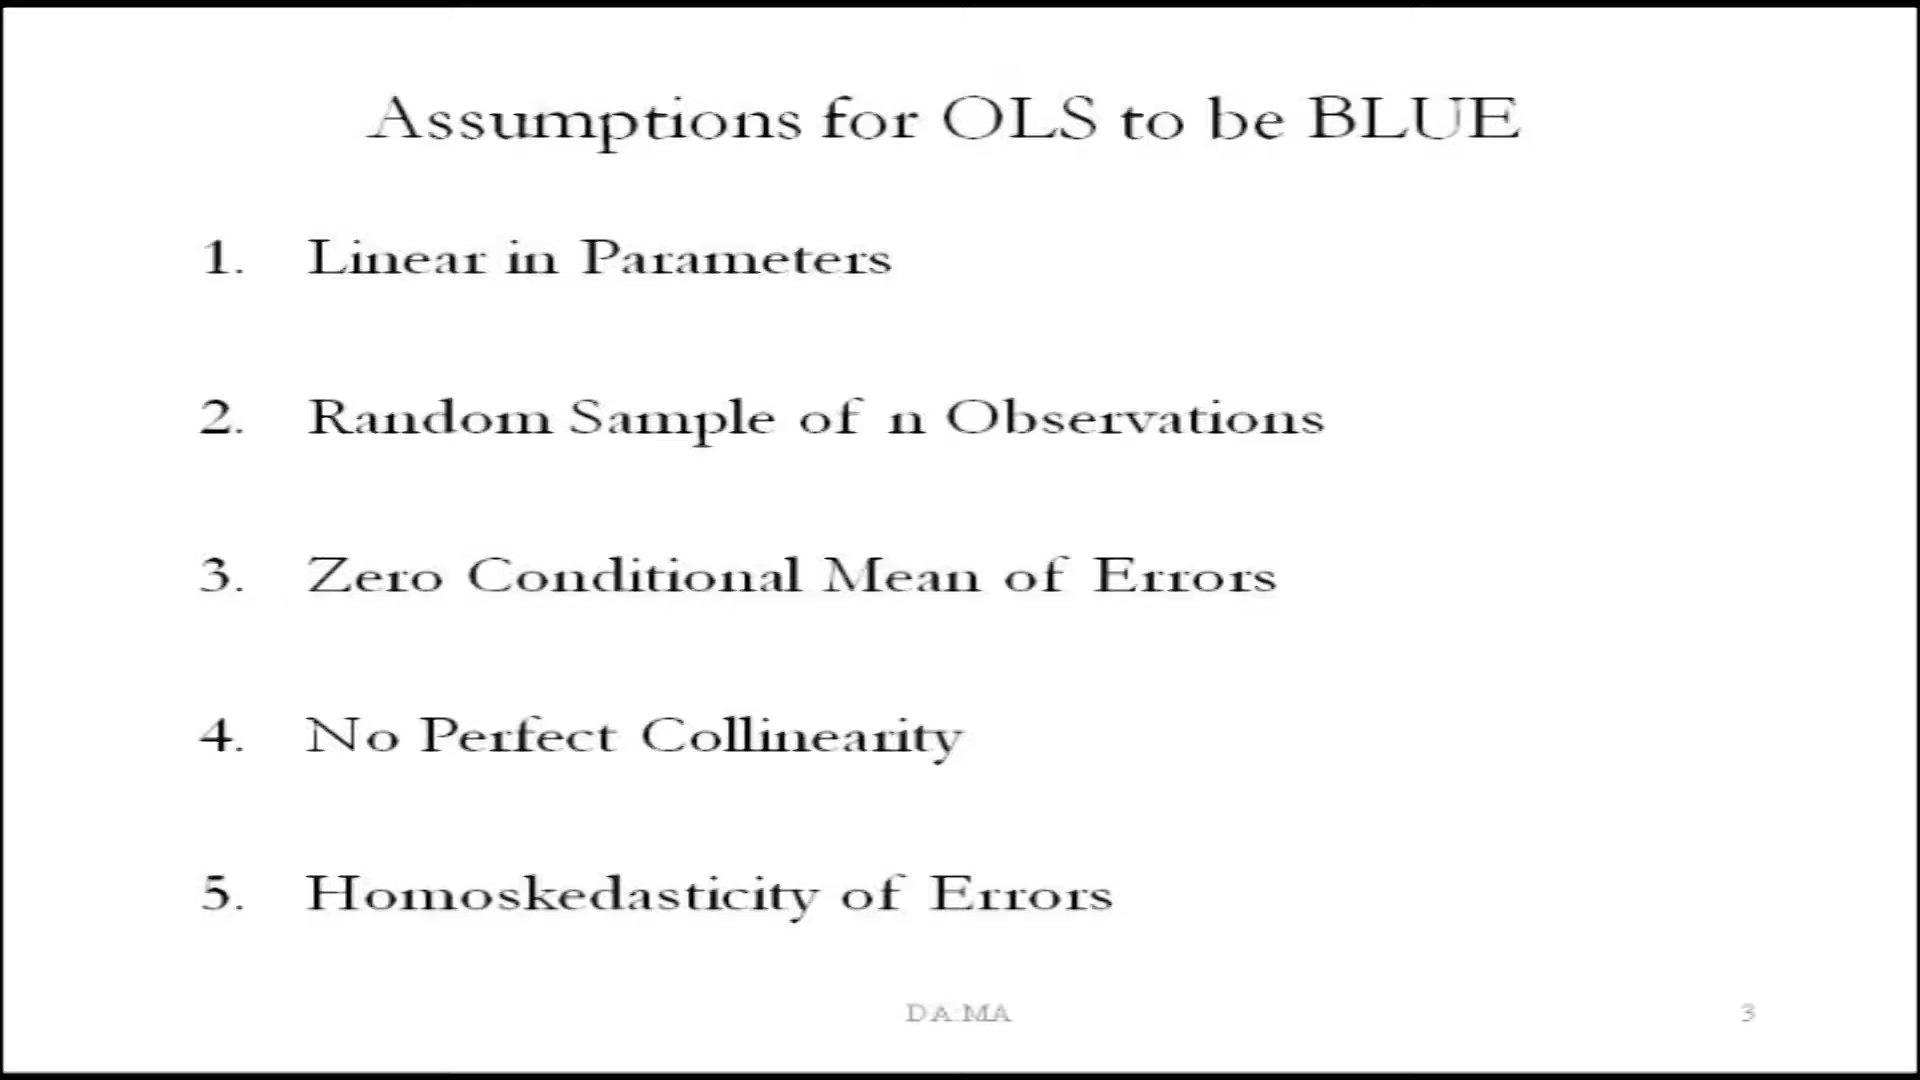 Assumptions for OLS to be BLUE
1. Linear in Parameters
2. Random Sample of n Observations
3. Zero Conditional Mean of Errors
4. No Perfect Collinearity
5. Homoskedasticity of Errors
DA:MA
3